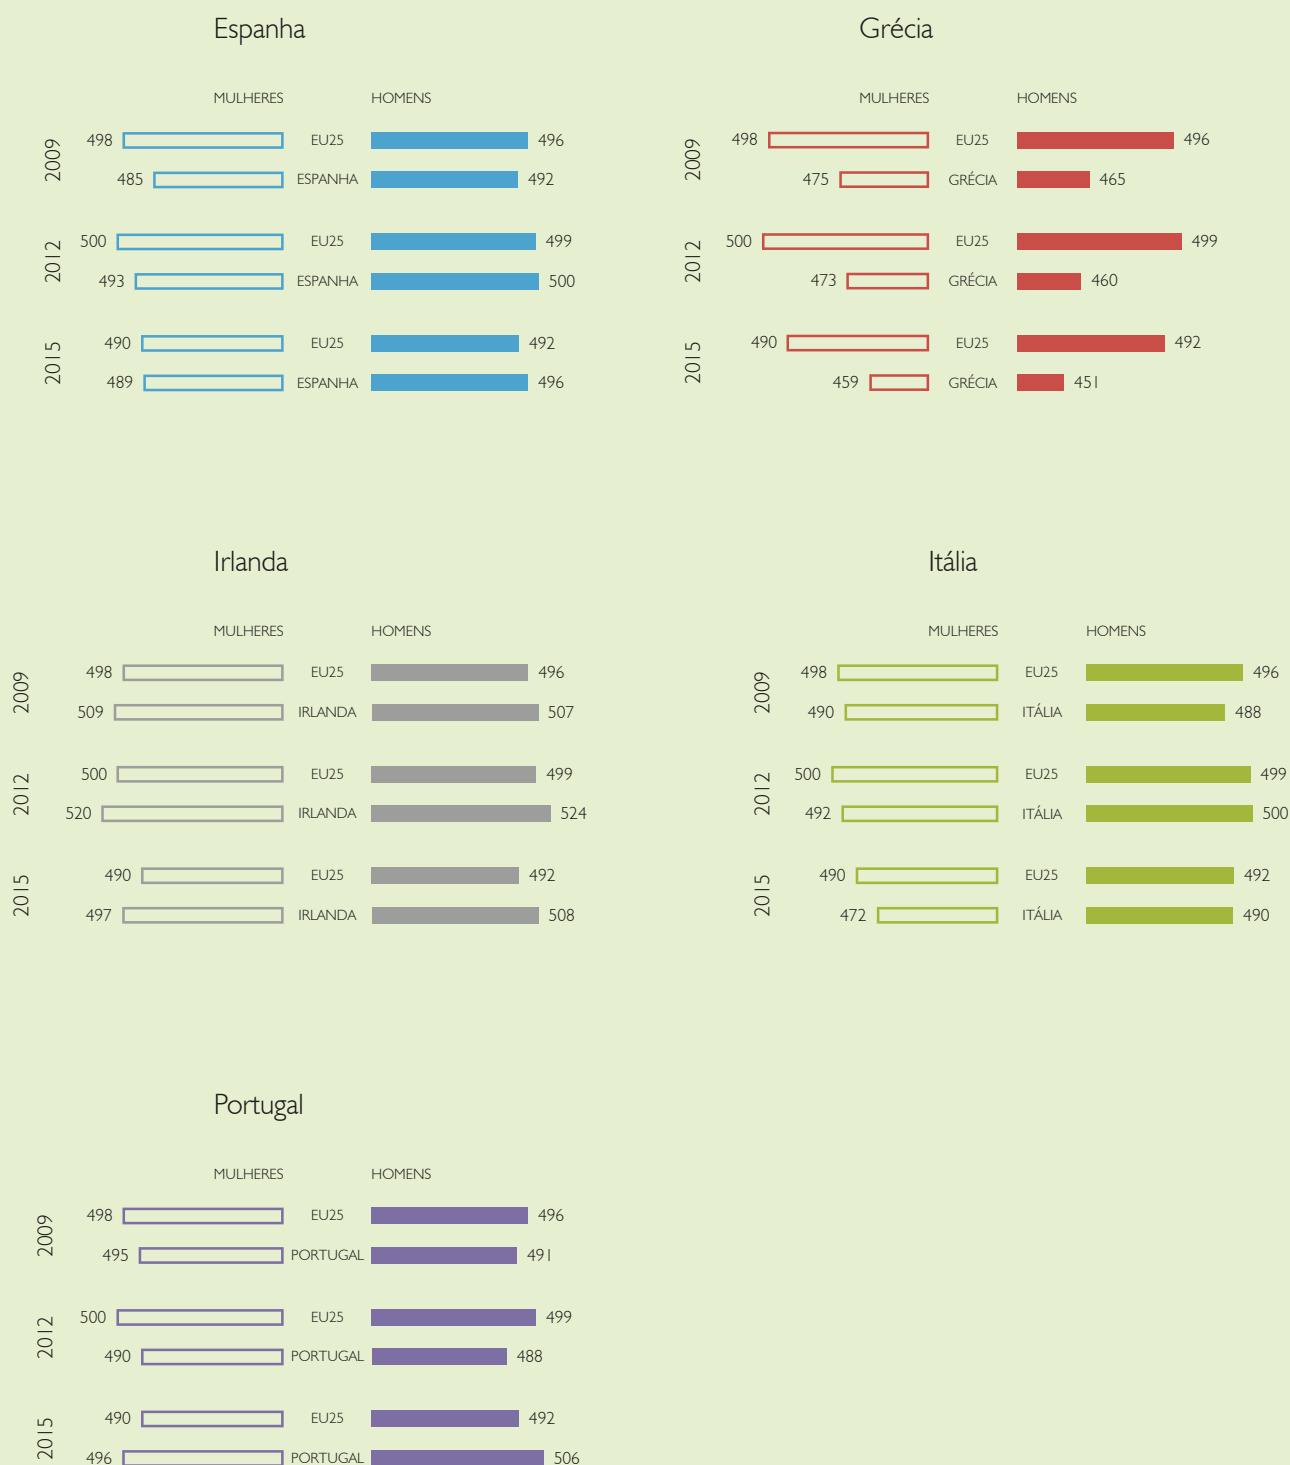 Espanha
MULHERES HOMENS
2009
498 EU25 496
485 ESPANHA 492
2012
500 EU25 499
493 ESPANHA 500
2015
490 EU25 492
489 ESPANHA 496
Grécia
MULHERES HOMENS
2009
498 EU25 496
475 GRÉCIA 465
2012
500 EU25 499
473 GRÉCIA 460
2015
490 EU25 492
459 GRÉCIA 451
Irlanda
MULHERES HOMENS
2009
498 EU25 496
509 IRLANDA 507
2012
500 EU25 499
520 IRLANDA 524
2015
490 EU25 492
497 IRLANDA 508
Itália
MULHERES HOMENS
2009
498 EU25 496
490 ITÁLIA 488
2012
500 EU25 499
492 ITÁLIA 500
2015
490 EU25 492
472 ITÁLIA 490
Portugal
MULHERES HOMENS
2009
498 EU25 496
495 PORTUGAL 491
2012
500 EU25 499
490 PORTUGAL 488
2015
490 EU25 492
496 PORTUGAL 506